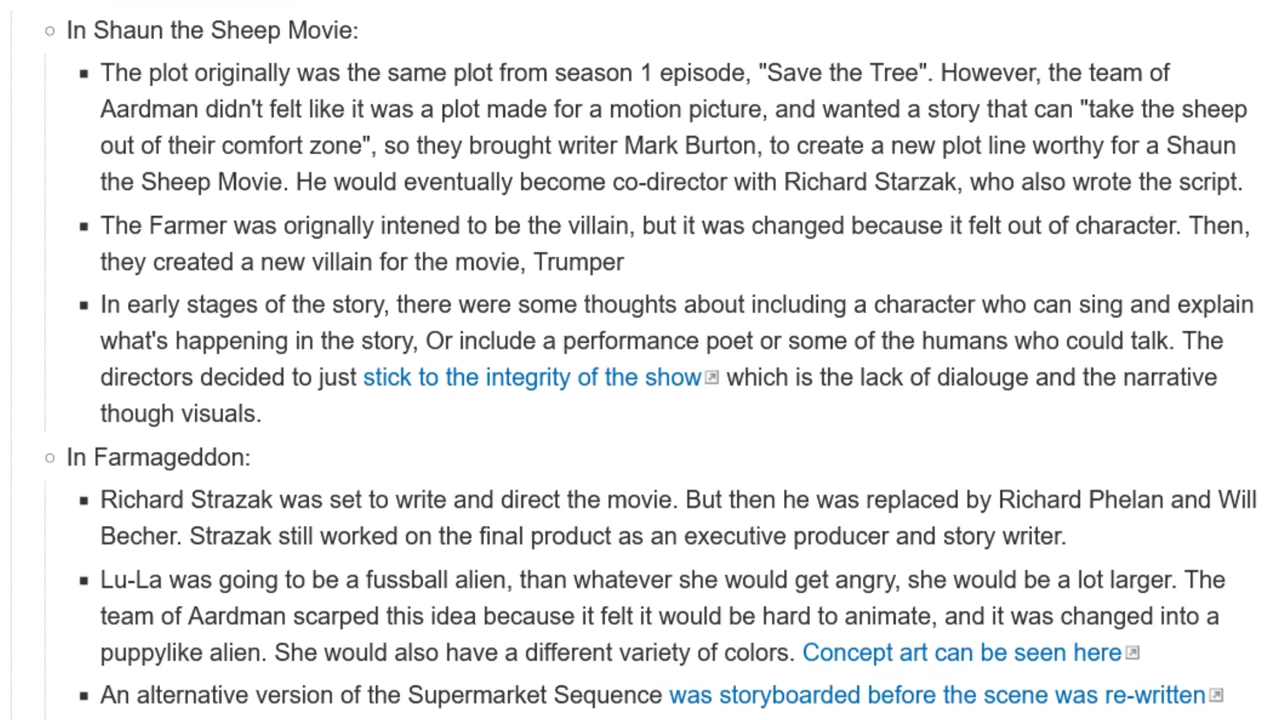 In Shaun the Sheep Movie:
The plot originally was the same plot from season 1 episode, "Save the Tree". However, the team of
Aardman didn't felt like it was a plot made for a motion picture, and wanted a story that can "take the sheep
out of their comfort zone", so they brought writer Mark Burton, to create a new plot line worthy for a Shaun
the Sheep Movie. He would eventually become co-director with Richard Starzak, who also wrote the script.
The Farmer was orignally intened to be the villain, but it was changed because it felt out of character. Then,
they created a new villain for the movie, Trumper
In early stages of the story, there were some thoughts about including a character who can sing and explain
what's happening in the story, Or include a performance poet or some of the humans who could talk. The
directors decided to just stick to the integrity of the show which is the lack of dialouge and the narrative
though visuals.
In Farmageddon:
Richard Strazak was set to write and direct the movie. But then he was replaced by Richard Phelan and Will
Becher. Strazak still worked on the final product as an executive producer and story writer.
Lu-La was going to be a fussball alien, than whatever she would get angry, she would be a lot larger. The
team of Aardman scarped this idea because it felt it would be hard to animate, and it was changed into a
puppylike alien. She would also have a different variety of colors. Concept art can be seen here
An alternative version of the Supermarket Sequence was storyboarded before the scene was re-written